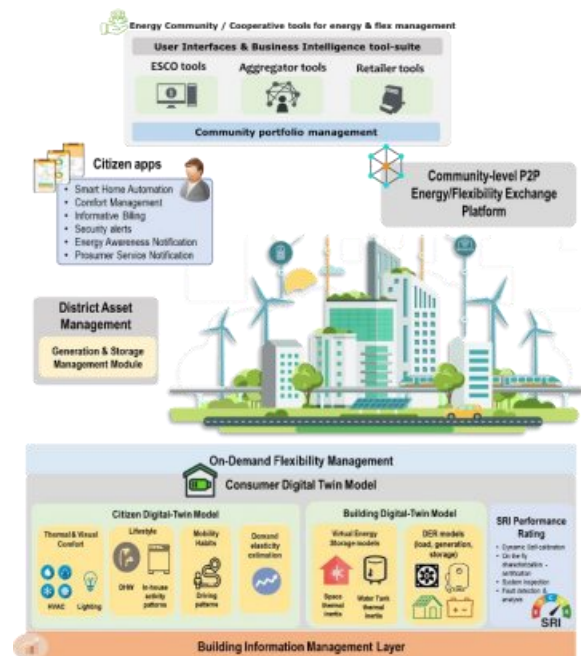 Energy Community / Cooperative tools for energy & flex management
User Interfaces & Business Intelligence tool-suite
ESCO tools
Aggregator tools
Retailer tools
Community portfolio management
Citizen apps
• Smart Home Automation
• Comfort Management
• Informative Billing
• Security alerts
• Energy Awareness Notification
• Prosumer Service Notification
Community-level P2P
Energy/Flexibility Exchange
Platform
District Asset
Management
Generation & Storage
Management Module
On-Demand Flexibility Management
Consumer Digital Twin Model
Citizen Digital-Twin Model
Thermal & Visual
Comfort
HVAC
Lighting
Lifestyle
DHW
In-house
activity
patterns
Mobility
Habits
Driving
patterns
Demand
elasticity
estimation
Building Digital-Twin Model
Virtual Energy
Storage models
Space
thermal
inertia
Water Tank
thermal
inertia
DER models
(load, generation,
storage)
SRI Performance
Rating
• Dynamic Self-calibration
• On the fly
characterization -
certification
• System inspection
• Fault detection &
analysis
SRI
Building Information Management Layer